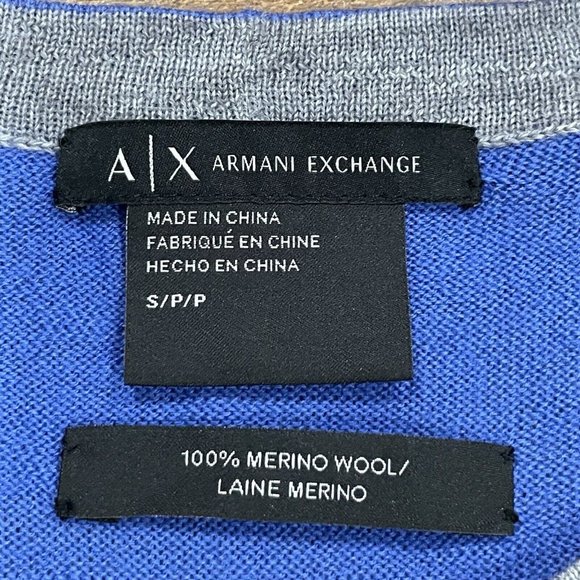 A|X ARMANI EXCHANGE
MADE IN CHINA
FABRIQUÉ EN CHINE
HECHO EN CHINA
S/P/P
100% MERINO WOOL/
LAINE MERINO